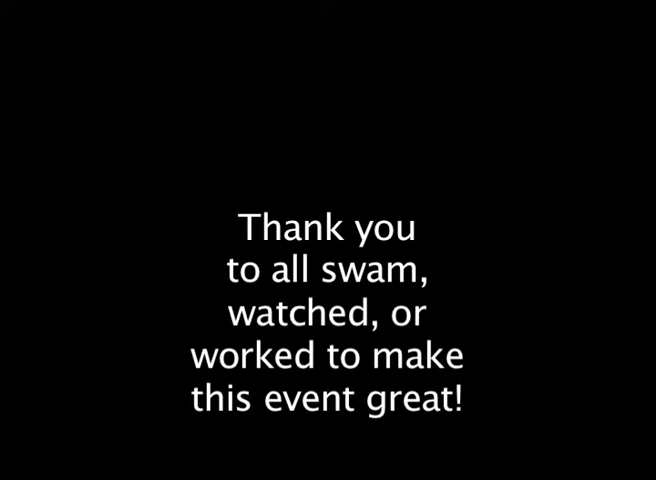 Thank you
to all swam,
watched, or
worked to make
this event great!